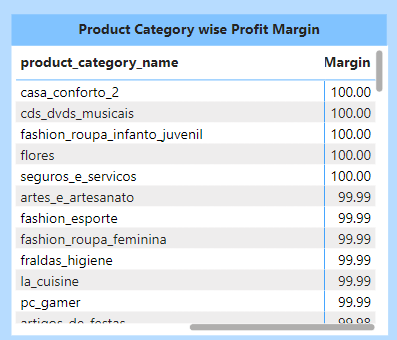 Product Category wise Profit Margin
product_category_name Margin
casa_conforto_2 100.00
cds_dvds_musicais 100.00
fashion_roupa_infanto_juvenil 100.00
flores 100.00
seguros_e_servicos 100.00
artes_e_artesanato 99.99
fashion_esporte 99.99
fashion_roupa_feminina 99.99
fraldas_higiene 99.99
la_cuisine 99.99
pc_gamer 99.99
artigos_de_festas 99.98